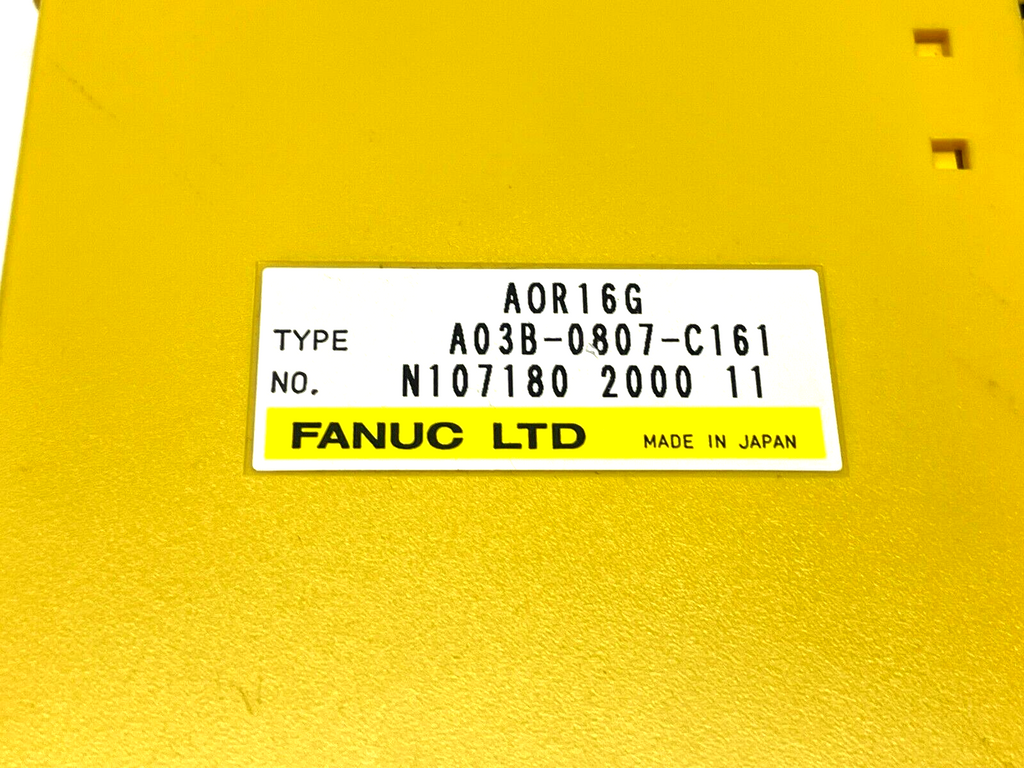 AOR16G
TYPE A03B-0807-C161
NO. N107180 2000 11
FANUC LTD MADE IN JAPAN